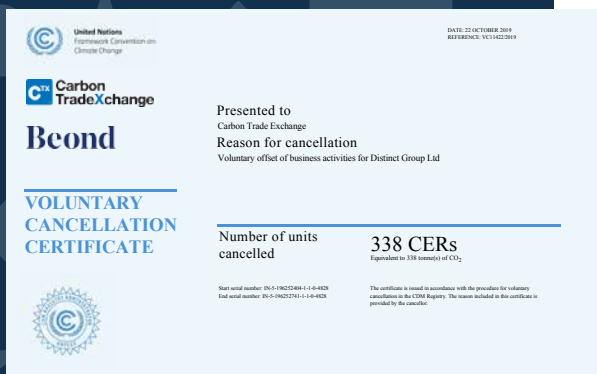 United Nations
Framework Convention on
Climate Change
DATE: 22 OCTOBER 2019
REFERENCE: VC11422/2019
CTX Carbon
TradeXchange
Beond
Presented to
Carbon Trade Exchange
Reason for cancellation
Voluntary offset of business activities for Distinct Group Ltd
VOLUNTARY
CANCELLATION
CERTIFICATE
Number of units
cancelled
338 CERs
Equivalent to 338 tonne(s) of CO2
Start serial number: IN-5-196252404-1-1-0-4828
End serial number: IN-5-196252741-1-1-0-4828
The certificate is issued in accordance with the procedure for voluntary
cancellation in the CDM Registry. The reason included in this certificate is
provided by the cancellor.